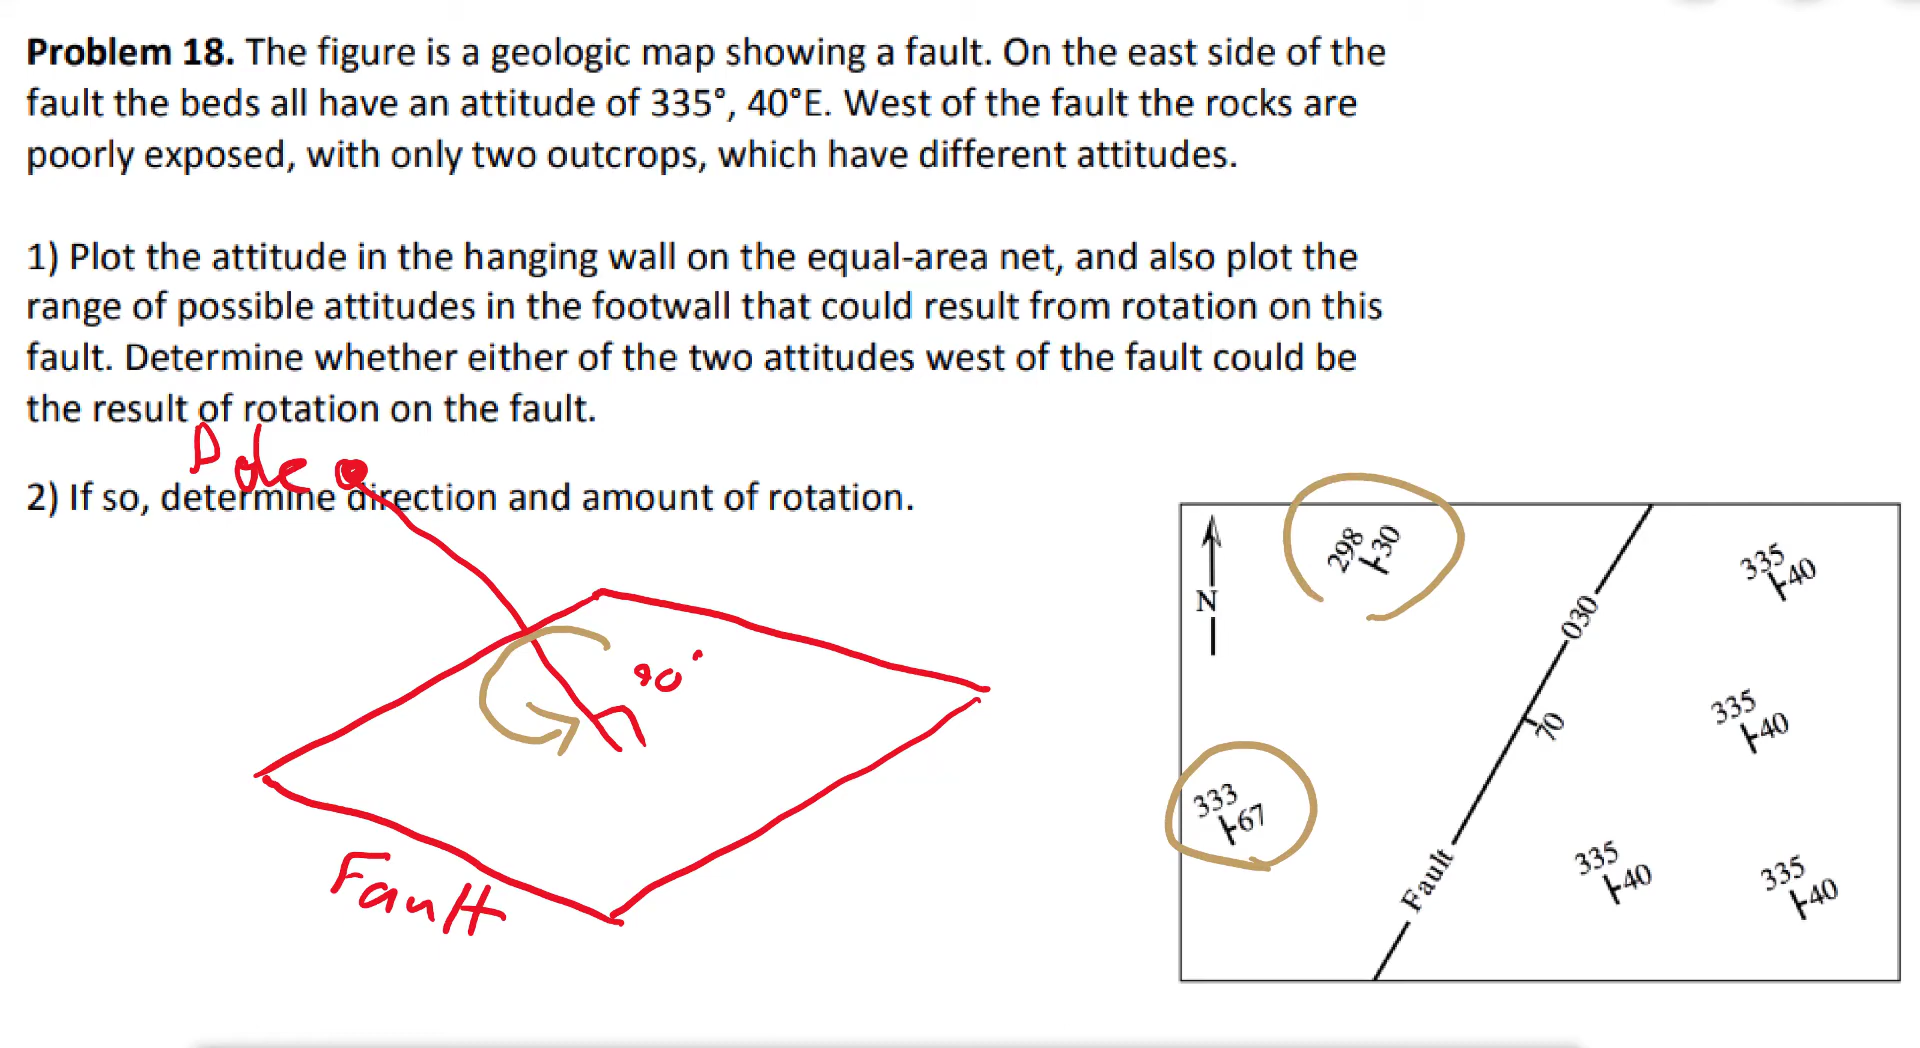 Problem 18. The figure is a geologic map showing a fault. On the east side of the
fault the beds all have an attitude of 335°, 40°E. West of the fault the rocks are
poorly exposed, with only two outcrops, which have different attitudes.
1) Plot the attitude in the hanging wall on the equal-area net, and also plot the
range of possible attitudes in the footwall that could result from rotation on this
fault. Determine whether either of the two attitudes west of the fault could be
the result of rotation on the fault.
Pole
2) If so, determine direction and amount of rotation.
90°
Fault
N
298
30
335
40
030
70
335
40
333
67
Fault
335
40
335
40